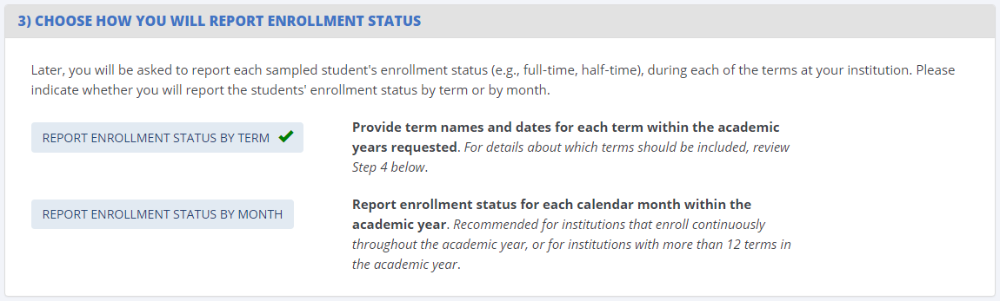 3) CHOOSE HOW YOU WILL REPORT ENROLLMENT STATUS
Later, you will be asked to report each sampled student's enrollment status (e.g., full-time, half-time), during each of the terms at your institution. Please
indicate whether you will report the students' enrollment status by term or by month.
REPORT ENROLLMENT STATUS BY TERM
Provide term names and dates for each term within the academic
years requested. For details about which terms should be included, review
Step 4 below.
REPORT ENROLLMENT STATUS BY MONTH
Report enrollment status for each calendar month within the
academic year. Recommended for institutions that enroll continuously
throughout the academic year, or for institutions with more than 12 terms in
the academic year.